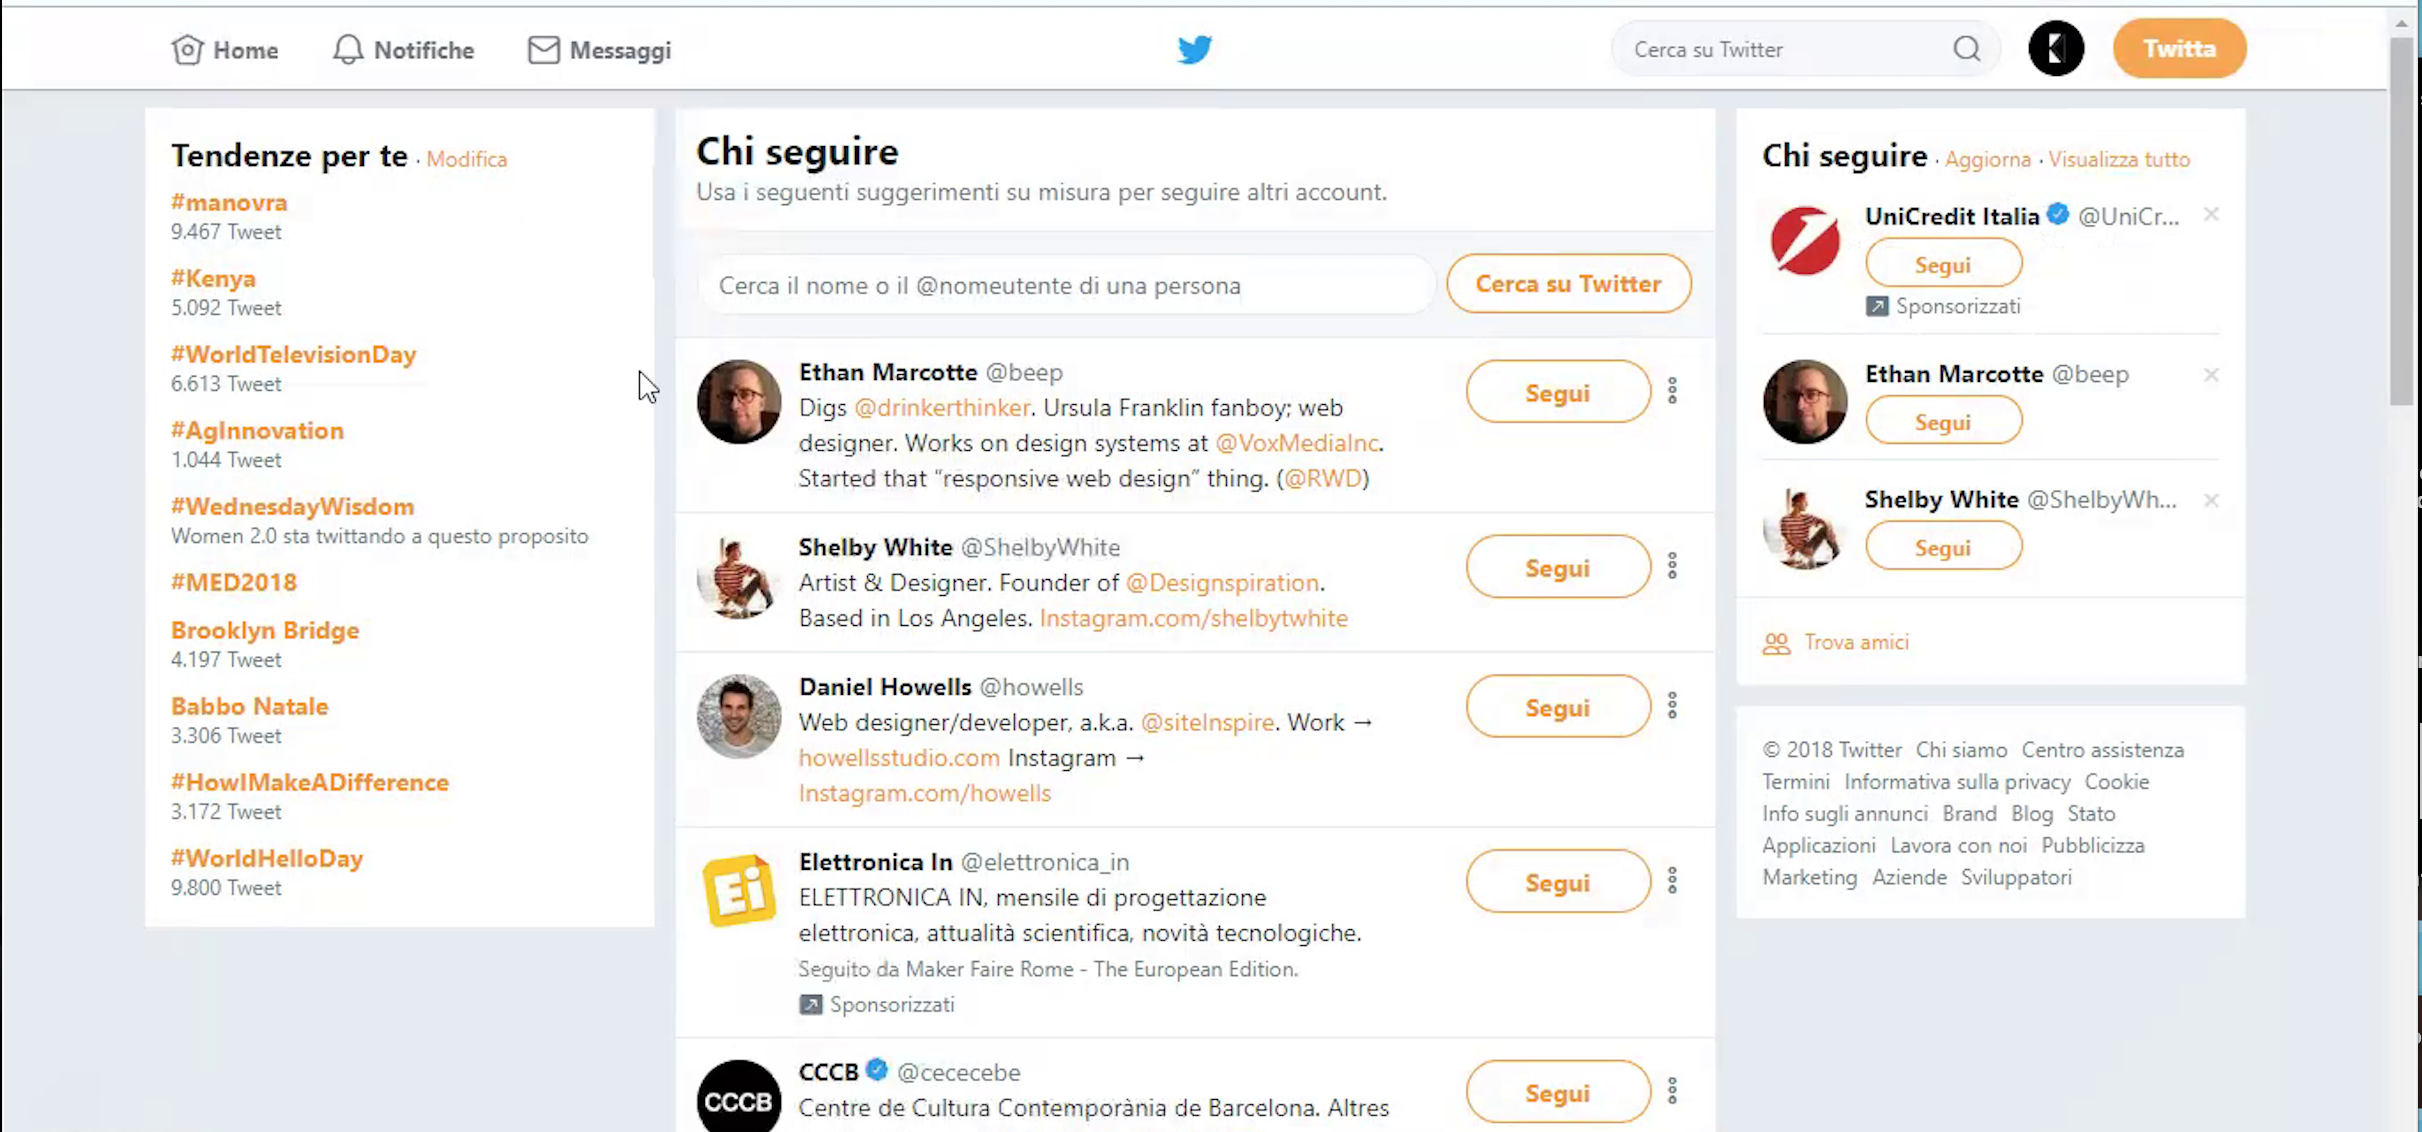 Home
Notifiche
Messaggi
Cerca su Twitter
Twitta
Tendenze per te · Modifica
#manovra
9.467 Tweet
#Kenya
5.092 Tweet
#WorldTelevisionDay
6.613 Tweet
#AgInnovation
1.044 Tweet
#WednesdayWisdom
Women 2.0 sta twittando a questo proposito
#MED2018
Brooklyn Bridge
4.197 Tweet
Babbo Natale
3.306 Tweet
#HowIMakeADifference
3.172 Tweet
#WorldHelloDay
9.800 Tweet
Chi seguire
Usa i seguenti suggerimenti su misura per seguire altri account.
Cerca il nome o il @nomeutente di una persona
Cerca su Twitter
Ethan Marcotte @beep
Digs @drinkerthinker. Ursula Franklin fanboy; web
designer. Works on design systems at @VoxMediaInc.
Started that “responsive web design” thing. (@RWD)
Segui
Shelby White @ShelbyWhite
Artist & Designer. Founder of @Designspiration.
Based in Los Angeles. Instagram.com/shelbytwhite
Segui
Daniel Howells @howells
Web designer/developer, a.k.a. @siteInspire. Work →
howellsstudio.com Instagram →
Instagram.com/howells
Segui
Ei
Elettronica In @elettronica_in
ELETTRONICA IN, mensile di progettazione
elettronica, attualità scientifica, novità tecnologiche.
Seguito da Maker Faire Rome - The European Edition.
Sponsorizzati
Segui
CCCB
CCCB @cececebe
Centre de Cultura Contemporània de Barcelona. Altres
Segui
Chi seguire · Aggiorna · Visualizza tutto
UniCredit Italia @UniCr...
Segui
Sponsorizzati
Ethan Marcotte @beep
Segui
Shelby White @ShelbyWh...
Segui
Trova amici
© 2018 Twitter Chi siamo Centro assistenza
Termini Informativa sulla privacy Cookie
Info sugli annunci Brand Blog Stato
Applicazioni Lavora con noi Pubblicizza
Marketing Aziende Sviluppatori